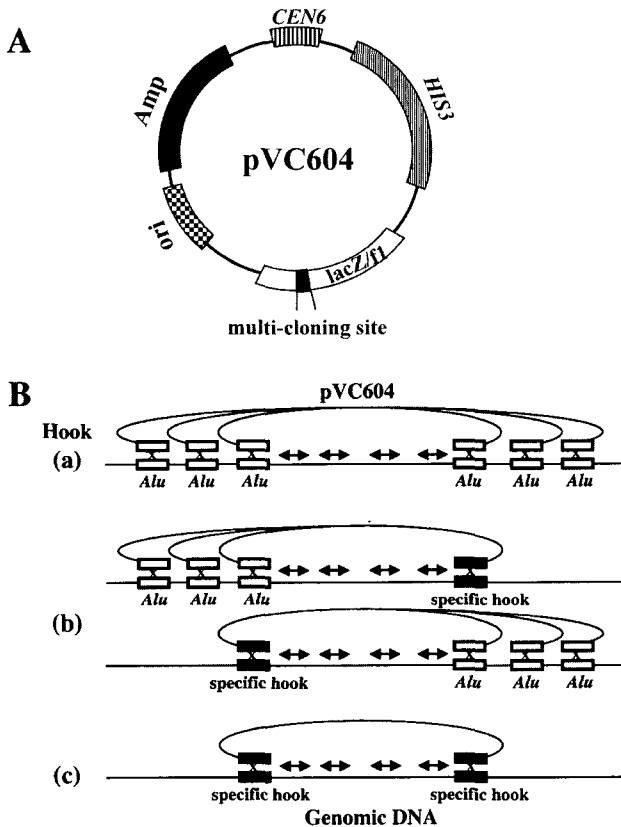 A
CEN6
HIS3
Amp
pVC604
ori
lacZ/f1
multi-cloning site
B
pVC604
Hook
(a)
Alu Alu Alu Alu Alu Alu
Alu Alu Alu specific hook
(b)
specific hook Alu Alu Alu
(c)
specific hook specific hook
Genomic DNA